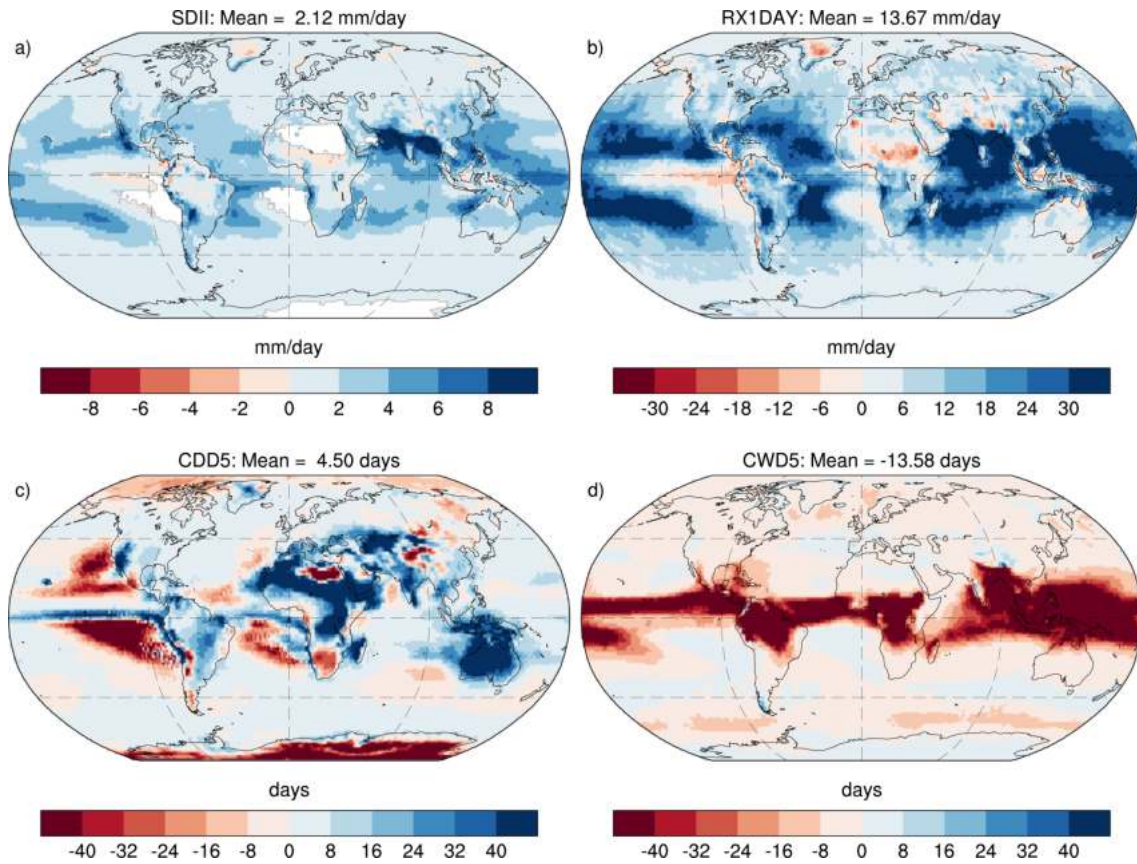 SDII: Mean = 2.12 mm/day
RX1DAY: Mean = 13.67 mm/day
a)
b)
mm/day
mm/day
-8 -6 -4 -2 0 2 4 6 8
-30 -24 -18 -12 -6 0 6 12 18 24 30
CDD5: Mean = 4.50 days
CWD5: Mean = -13.58 days
c)
d)
days
days
-40 -32 -24 -16 -8 0 8 16 24 32 40
-40 -32 -24 -16 -8 0 8 16 24 32 40